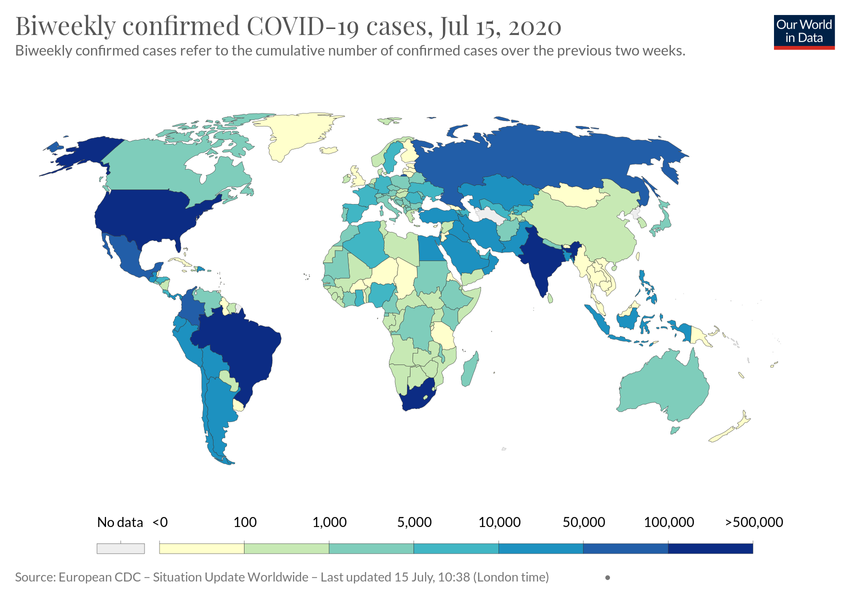 Biweekly confirmed COVID-19 cases, Jul 15, 2020
Biweekly confirmed cases refer to the cumulative number of confirmed cases over the previous two weeks.
Our World
in Data
No data <0 100 1,000 5,000 10,000 50,000 100,000 >500,000
Source: European CDC – Situation Update Worldwide – Last updated 15 July, 10:38 (London time) •